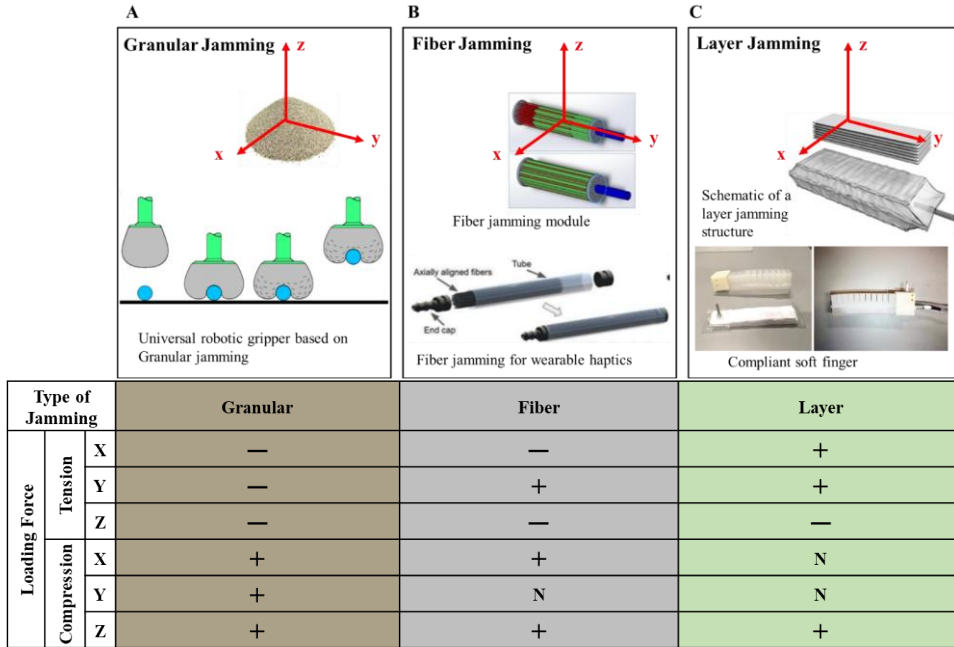 A
Granular Jamming
z
x
y
Universal robotic gripper based on
Granular jamming
B
Fiber Jamming
z
x
y
Fiber jamming module
Axially aligned fibers
Tube
End cap
Fiber jamming for wearable haptics
C
Layer Jamming
z
x
y
Schematic of a
layer jamming
structure
Compliant soft finger
Type of
Jamming
Granular
Fiber
Layer
Loading Force
Tension
X
—
—
+
Y
—
+
+
Z
—
—
—
Compression
X
+
+
N
Y
+
N
N
Z
+
+
+